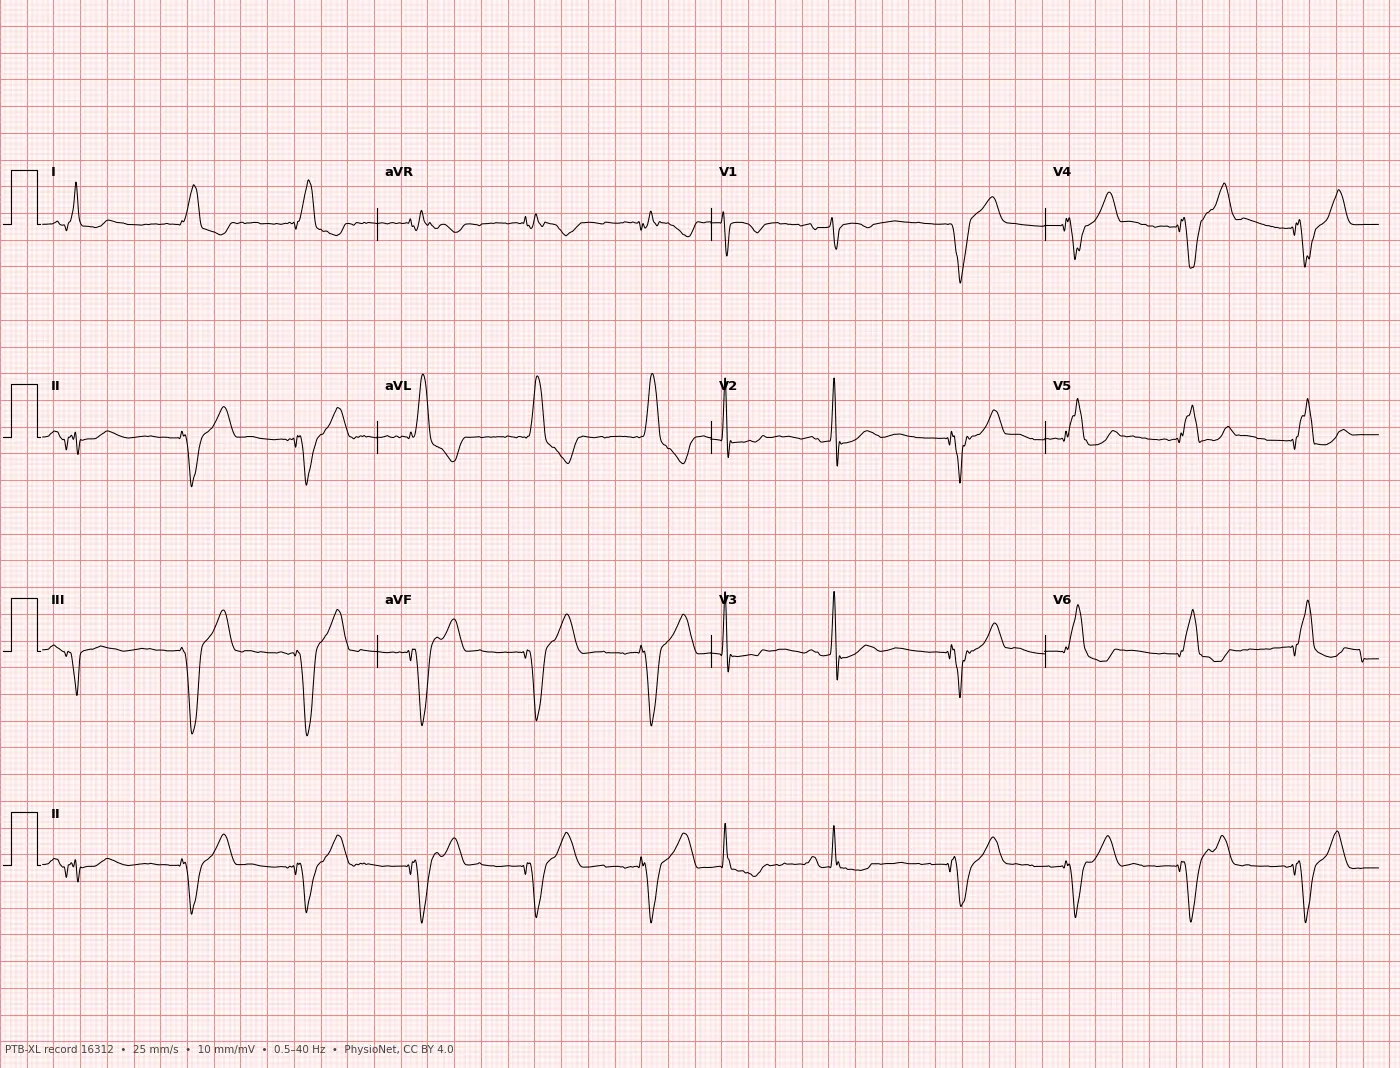 I aVR V1 V4
II aVL V2 V5
III aVF V3 V6
II
PTB-XL record 16312 • 25 mm/s • 10 mm/mV • 0.5–40 Hz • PhysioNet, CC BY 4.0